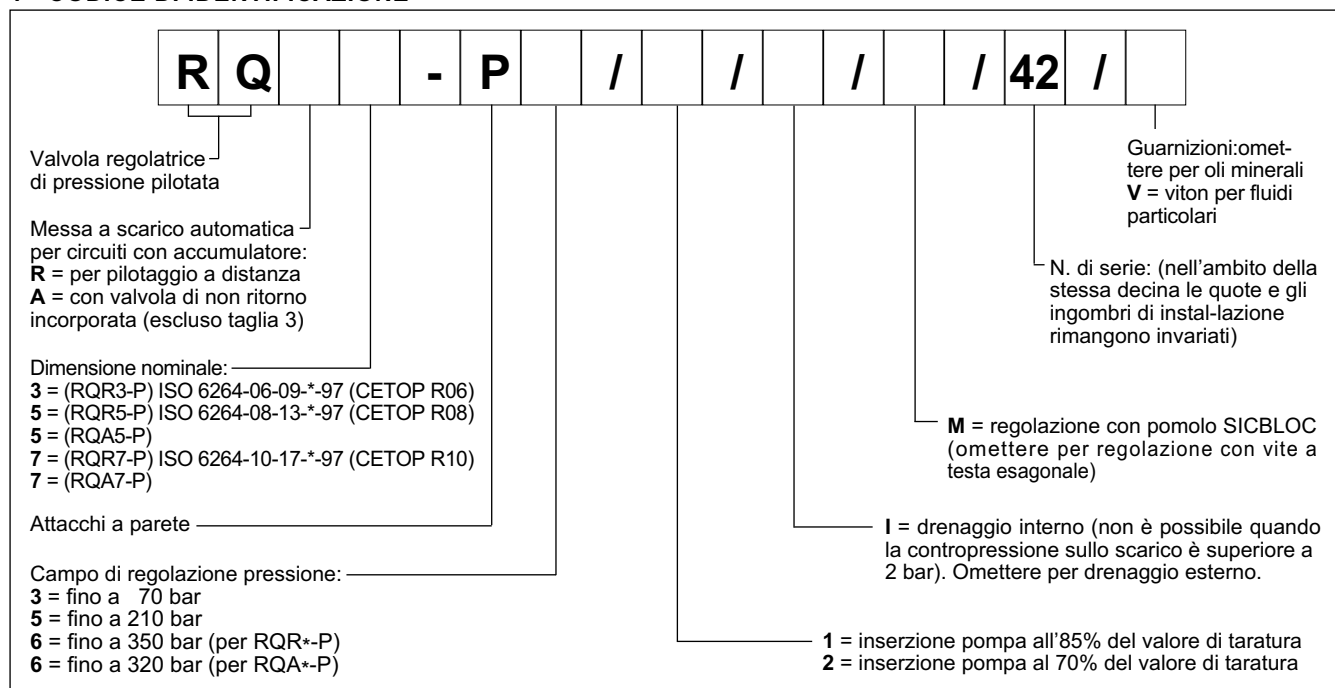 RQ - P / / / / 42 /
Valvola regolatrice
di pressione pilotata
Messa a scarico automatica
per circuiti con accumulatore:
R = per pilotaggio a distanza
A = con valvola di non ritorno
incorporata (escluso taglia 3)
Dimensione nominale:
3 = (RQR3-P) ISO 6264-06-09-*-97 (CETOP R06)
5 = (RQR5-P) ISO 6264-08-13-*-97 (CETOP R08)
5 = (RQA5-P)
7 = (RQR7-P) ISO 6264-10-17-*-97 (CETOP R10)
7 = (RQA7-P)
Attacchi a parete
Campo di regolazione pressione:
3 = fino a 70 bar
5 = fino a 210 bar
6 = fino a 350 bar (per RQR*-P)
6 = fino a 320 bar (per RQA*-P)
Guarnizioni:omet-
tere per oli minerali
V = viton per fluidi
particolari
N. di serie: (nell'ambito della
stessa decina le quote e gli
ingombri di instal-lazione
rimangono invariati)
M = regolazione con pomolo SICBLOC
(omettere per regolazione con vite a
testa esagonale)
I = drenaggio interno (non è possibile quando
la contropressione sullo scarico è superiore a
2 bar). Omettere per drenaggio esterno.
1 = inserzione pompa all'85% del valore di taratura
2 = inserzione pompa al 70% del valore di taratura